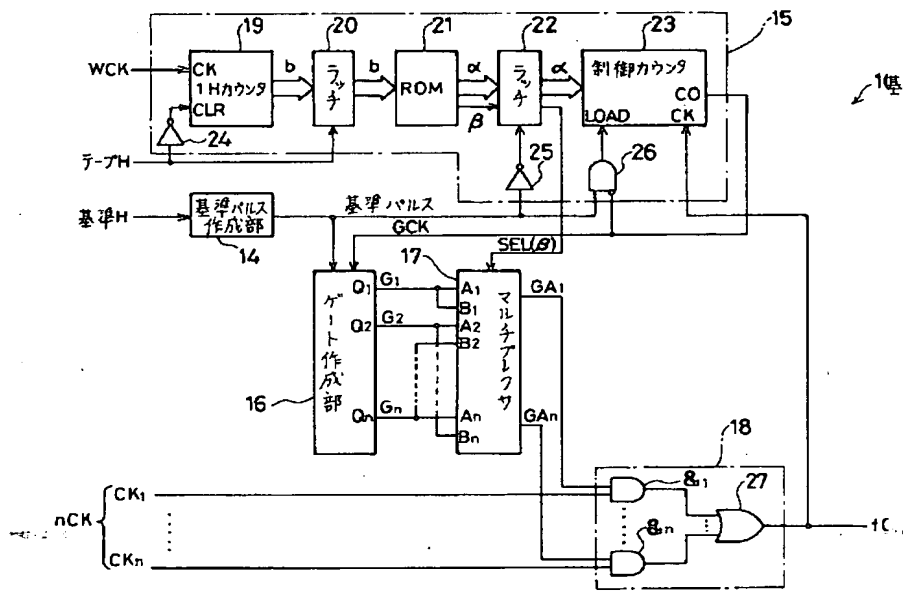 19
20
21
22
23
15
WCK
CK
1Hカウンタ
CLR
b
ラッチ
b
ROM
α
β
ラッチ
α
制御カウンタ
CO
LOAD
CK
24
25
26
テープH
基準H
基準パルス
作成部
14
基準パルス
GCK
SEL(β)
17
ゲート作成部
16
Q1
Q2
Qn
G1
G2
Gn
A1
B1
A2
B2
An
Bn
マルチプレクサ
GA1
GAn
18
27
&1
&n
nCK
CK1
CKn